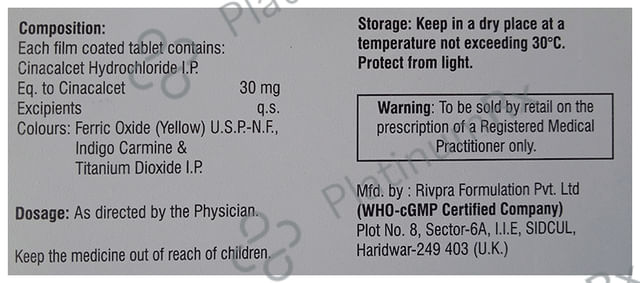 Composition:
Each film coated tablet contains:
Cinacalcet Hydrochloride I.P.
Eq. to Cinacalcet 30 mg
Excipients q.s.
Colours: Ferric Oxide (Yellow) U.S.P.-N.F.,
Indigo Carmine &
Titanium Dioxide I.P.
Dosage: As directed by the Physician.
Keep the medicine out of reach of children.
Storage: Keep in a dry place at a
temperature not exceeding 30°C.
Protect from light.
Warning: To be sold by retail on the
prescription of a Registered Medical
Practitioner only.
Mfd. by : Rivpra Formulation Pvt. Ltd
(WHO-cGMP Certified Company)
Plot No. 8, Sector-6A, I.I.E, SIDCUL,
Haridwar-249 403 (U.K.)
PlatinumRx